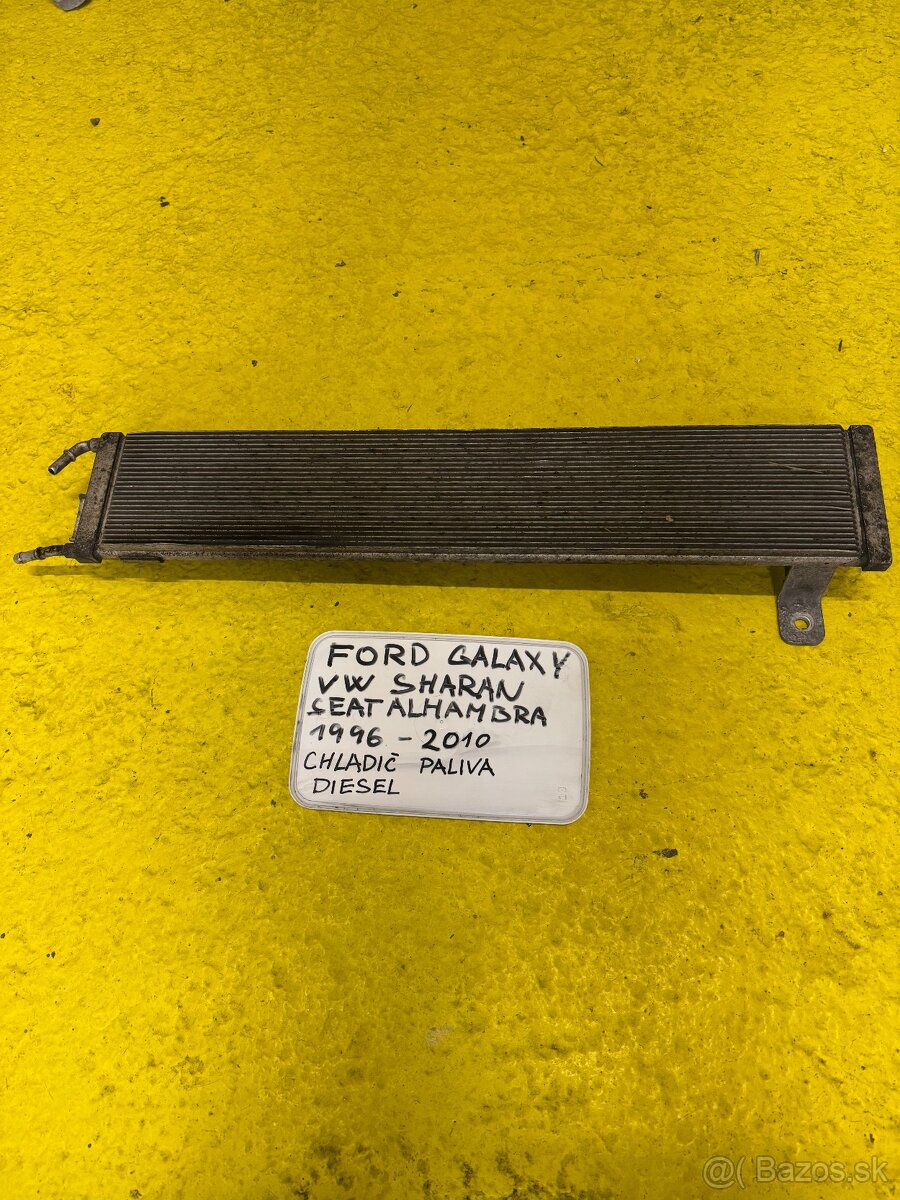 FORD GALAXY
VW SHARAN
SEAT ALHAMBRA
1996 - 2010
CHLADIČ PALIVA
DIESEL
@( Bazos.sk